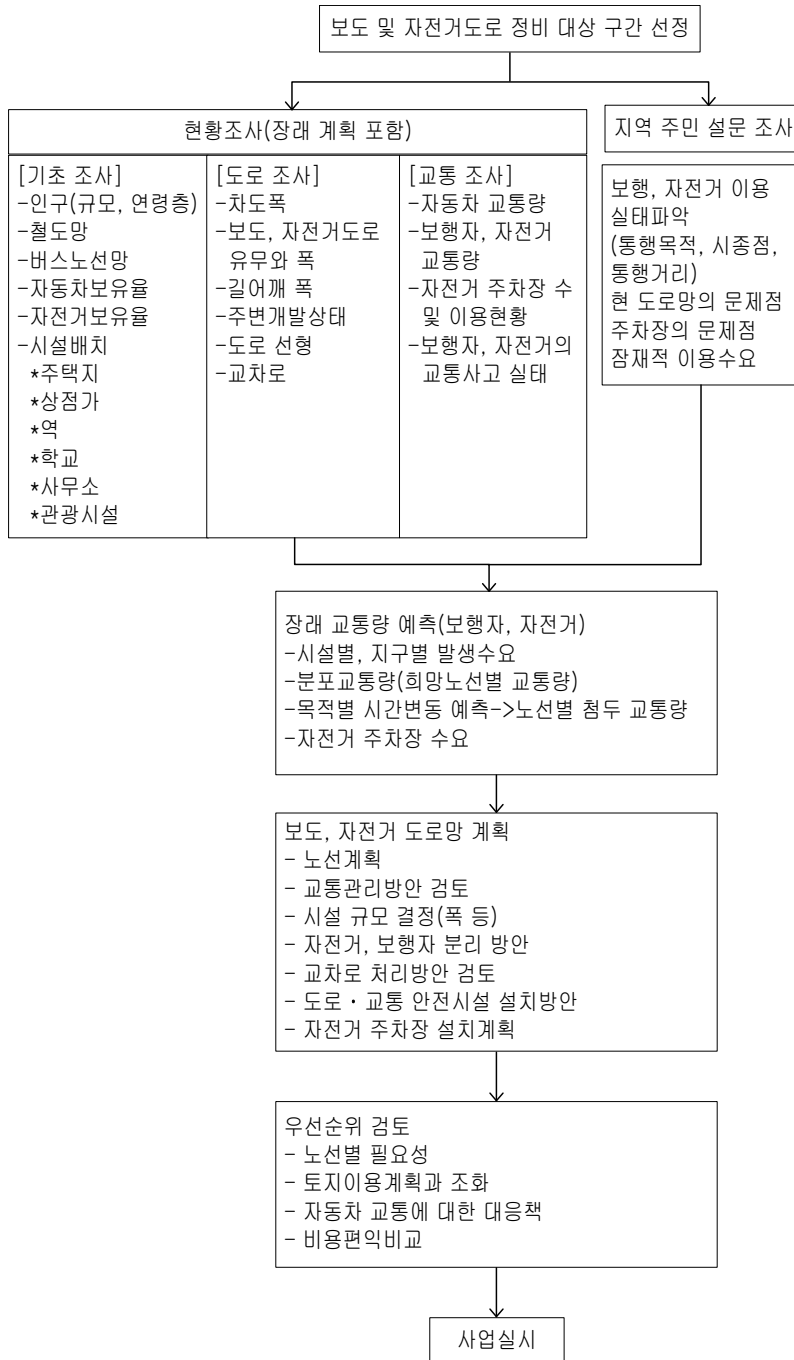 보도 및 자전거도로 정비 대상 구간 선정
현황조사(장래 계획 포함)
[기초 조사]
-인구(규모, 연령층)
-철도망
-버스노선망
-자동차보유율
-자전거보유율
-시설배치
*주택지
*상점가
*역
*학교
*사무소
*관광시설
[도로 조사]
-차도폭
-보도, 자전거도로
유무와 폭
-길어깨 폭
-주변개발상태
-도로 선형
-교차로
[교통 조사]
-자동차 교통량
-보행자, 자전거
교통량
-자전거 주차장 수
및 이용현황
-보행자, 자전거의
교통사고 실태
지역 주민 설문 조사
보행, 자전거 이용
실태파악
(통행목적, 시종점,
통행거리)
현 도로망의 문제점
주차장의 문제점
잠재적 이용수요
장래 교통량 예측(보행자, 자전거)
-시설별, 지구별 발생수요
-분포교통량(희망노선별 교통량)
-목적별 시간변동 예측->노선별 첨두 교통량
-자전거 주차장 수요
보도, 자전거 도로망 계획
- 노선계획
- 교통관리방안 검토
- 시설 규모 결정(폭 등)
- 자전거, 보행자 분리 방안
- 교차로 처리방안 검토
- 도로・교통 안전시설 설치방안
- 자전거 주차장 설치계획
우선순위 검토
- 노선별 필요성
- 토지이용계획과 조화
- 자동차 교통에 대한 대응책
- 비용편익비교
사업실시